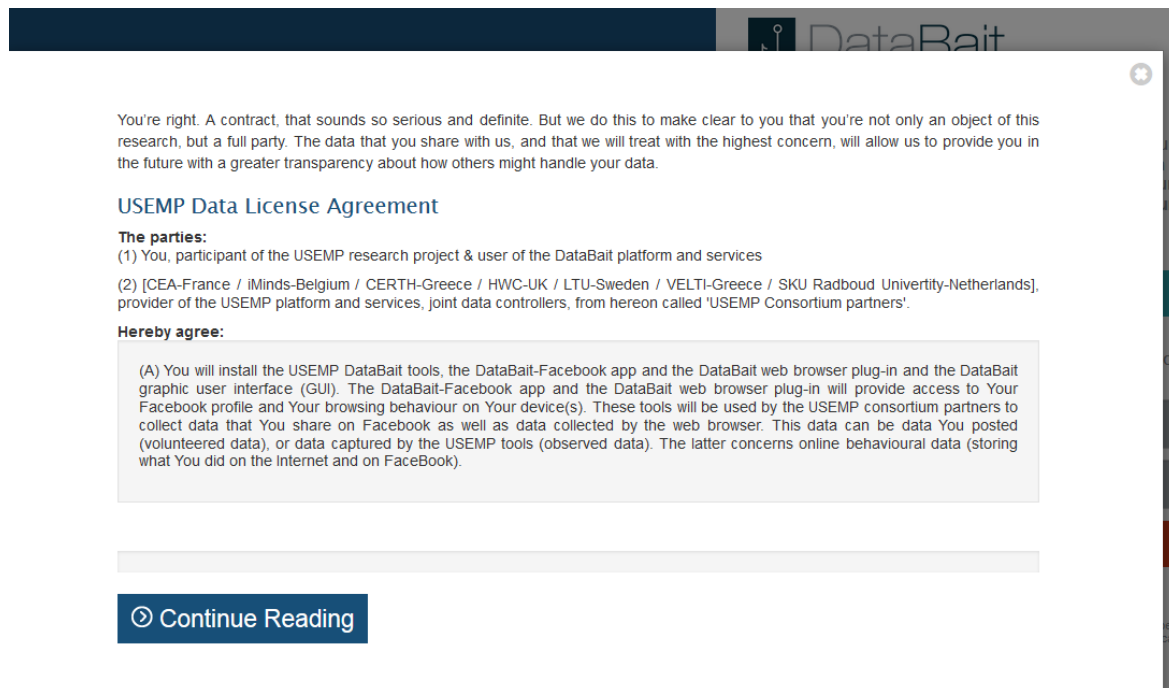 DataBait
You're right. A contract, that sounds so serious and definite. But we do this to make clear to you that you're not only an object of this
research, but a full party. The data that you share with us, and that we will treat with the highest concern, will allow us to provide you in
the future with a greater transparency about how others might handle your data.
USEMP Data License Agreement
The parties:
(1) You, participant of the USEMP research project & user of the DataBait platform and services
(2) [CEA-France / iMinds-Belgium / CERTH-Greece / HWC-UK / LTU-Sweden / VELTI-Greece / SKU Radboud Univertity-Netherlands],
provider of the USEMP platform and services, joint data controllers, from hereon called 'USEMP Consortium partners'.
Hereby agree:
(A) You will install the USEMP DataBait tools, the DataBait-Facebook app and the DataBait web browser plug-in and the DataBait
graphic user interface (GUI). The DataBait-Facebook app and the DataBait web browser plug-in will provide access to Your
Facebook profile and Your browsing behaviour on Your device(s). These tools will be used by the USEMP consortium partners to
collect data that You share on Facebook as well as data collected by the web browser. This data can be data You posted
(volunteered data), or data captured by the USEMP tools (observed data). The latter concerns online behavioural data (storing
what You did on the Internet and on FaceBook).
Continue Reading